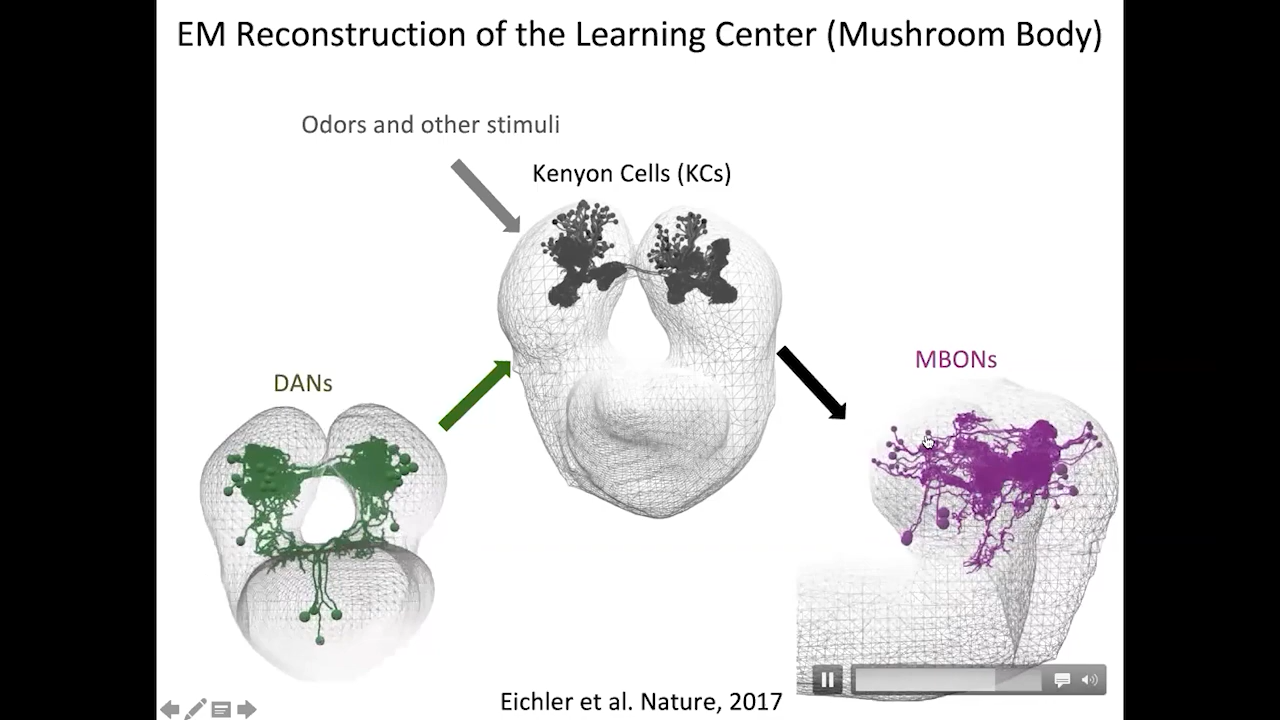 EM Reconstruction of the Learning Center (Mushroom Body)
Odors and other stimuli
Kenyon Cells (KCs)
MBONs
DANs
Eichler et al. Nature, 2017